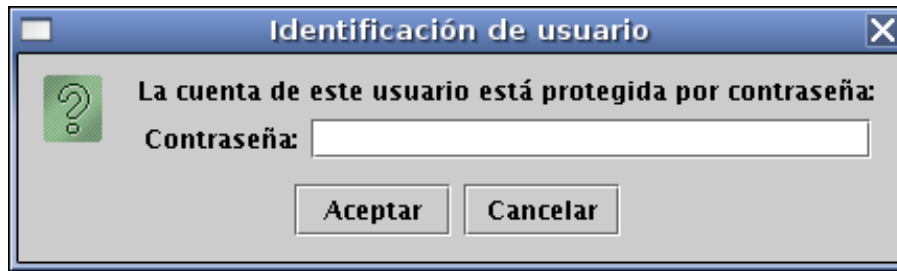 Identificación de usuario
La cuenta de este usuario está protegida por contraseña:
Contraseña:
Aceptar Cancelar